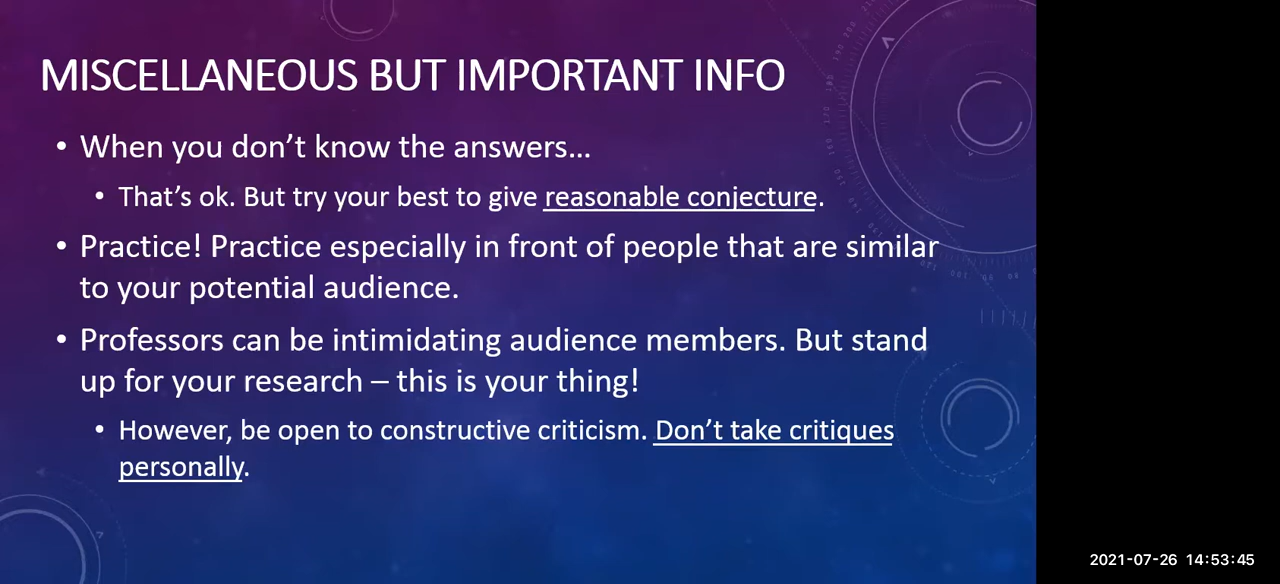 MISCELLANEOUS BUT IMPORTANT INFO
• When you don’t know the answers…
• That’s ok. But try your best to give reasonable conjecture.
• Practice! Practice especially in front of people that are similar
to your potential audience.
• Professors can be intimidating audience members. But stand
up for your research – this is your thing!
• However, be open to constructive criticism. Don’t take critiques
personally.
2021-07-26 14:53:45